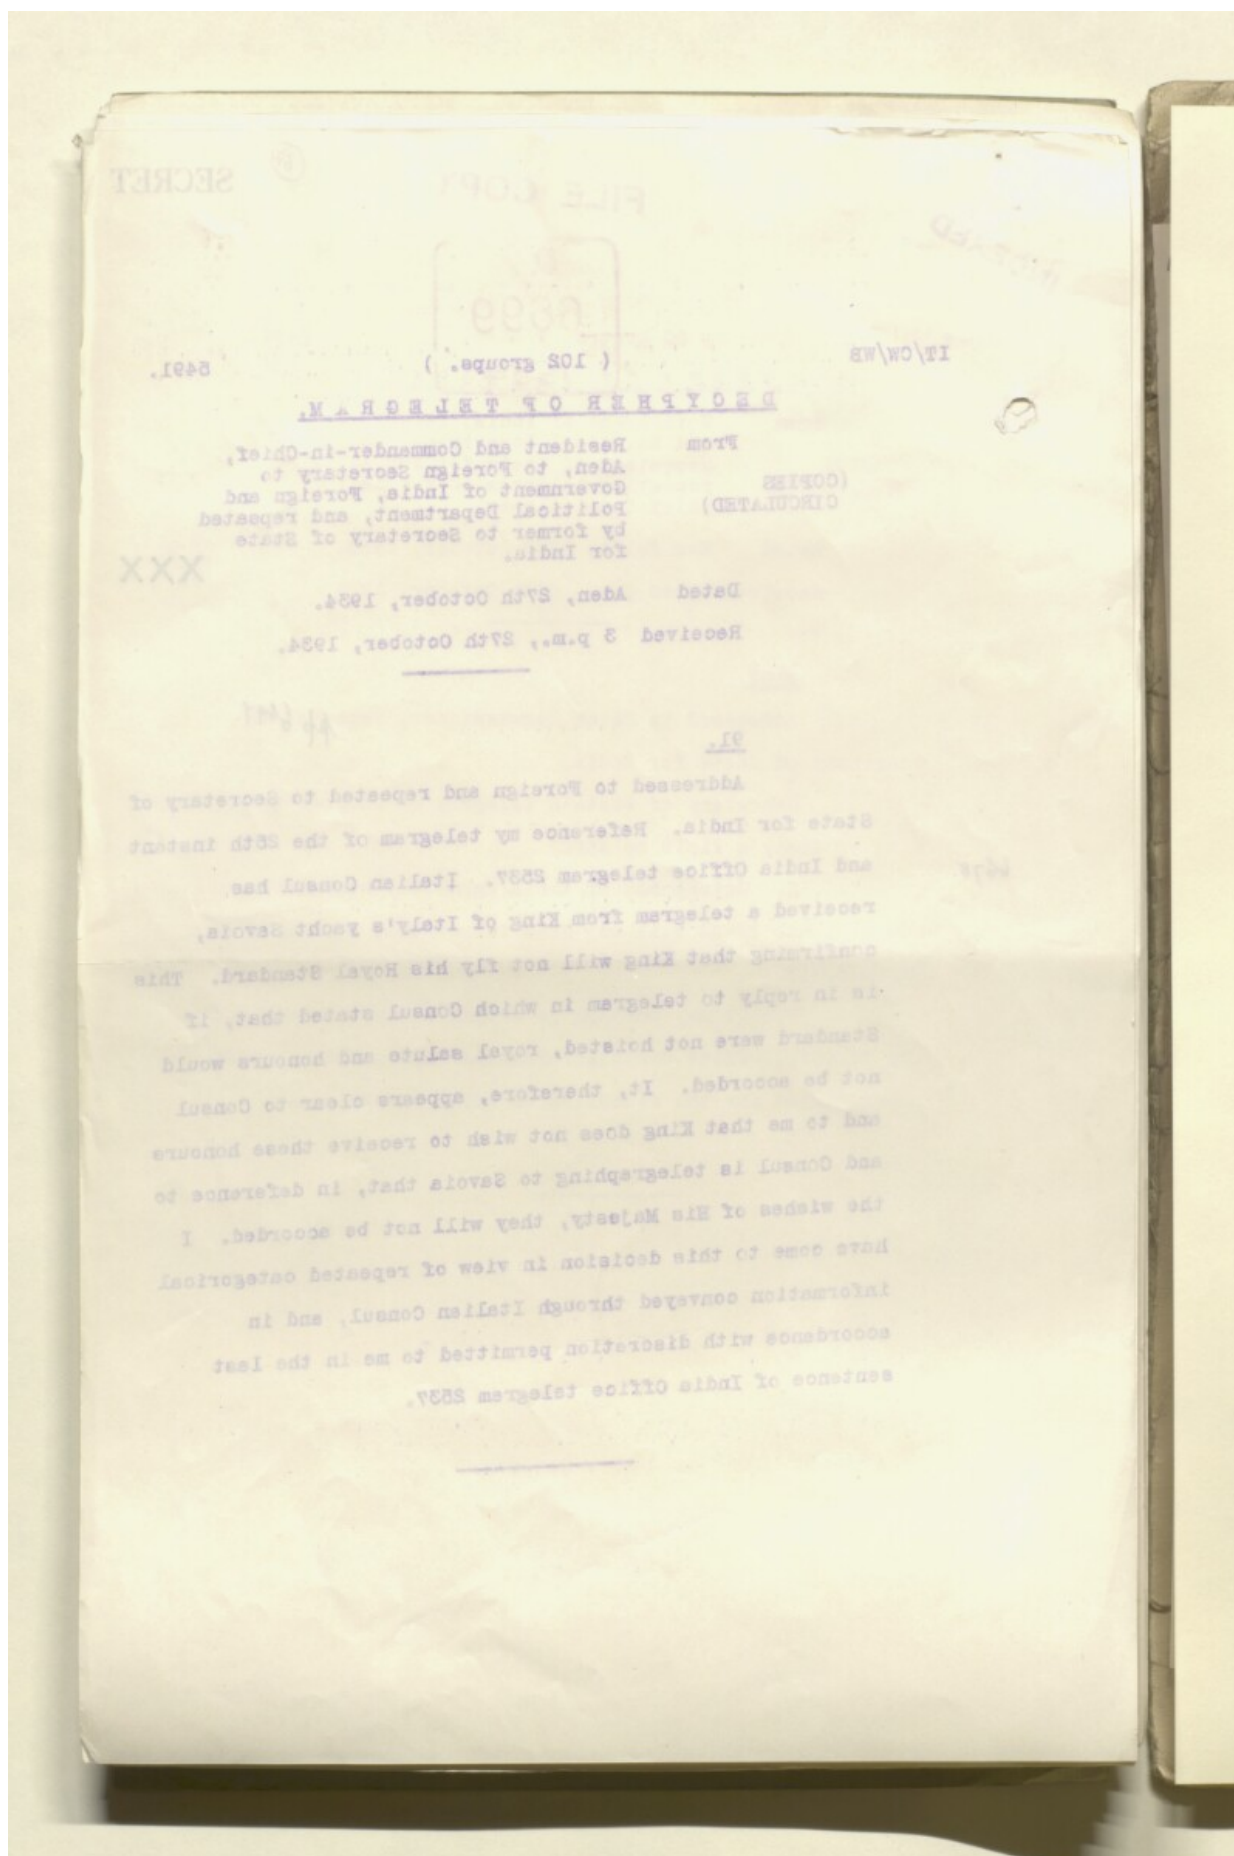 SECRET
FILE COPY
6699
IT/CW/WB ( 102 groups. ) 5491.
DECYPHER OF TELEGRAM.
From Resident and Commander-in-Chief,
Aden, to Foreign Secretary to
(COPIES Government of India, Foreign and
CIRCULATED) Political Department, and repeated
by former to Secretary of State
for India.
XXX
Dated Aden, 27th October, 1934.
Received 3 p.m., 27th October, 1934.
91.
Addressed to Foreign and repeated to Secretary of
State for India. Reference my telegram of the 25th instant
and India Office telegram 2537. Italian Consul has
received a telegram from King of Italy's yacht Savoia,
confirming that King will not fly his Royal Standard. This
is in reply to telegram in which Consul stated that, if
Standard were not hoisted, royal salute and honours would
not be accorded. It, therefore, appears clear to Consul
and to me that King does not wish to receive these honours
and Consul is telegraphing to Savoia that, in deference to
the wishes of His Majesty, they will not be accorded. I
have come to this decision in view of repeated categorical
information conveyed through Italian Consul, and in
accordance with discretion permitted to me in the last
sentence of India Office telegram 2537.